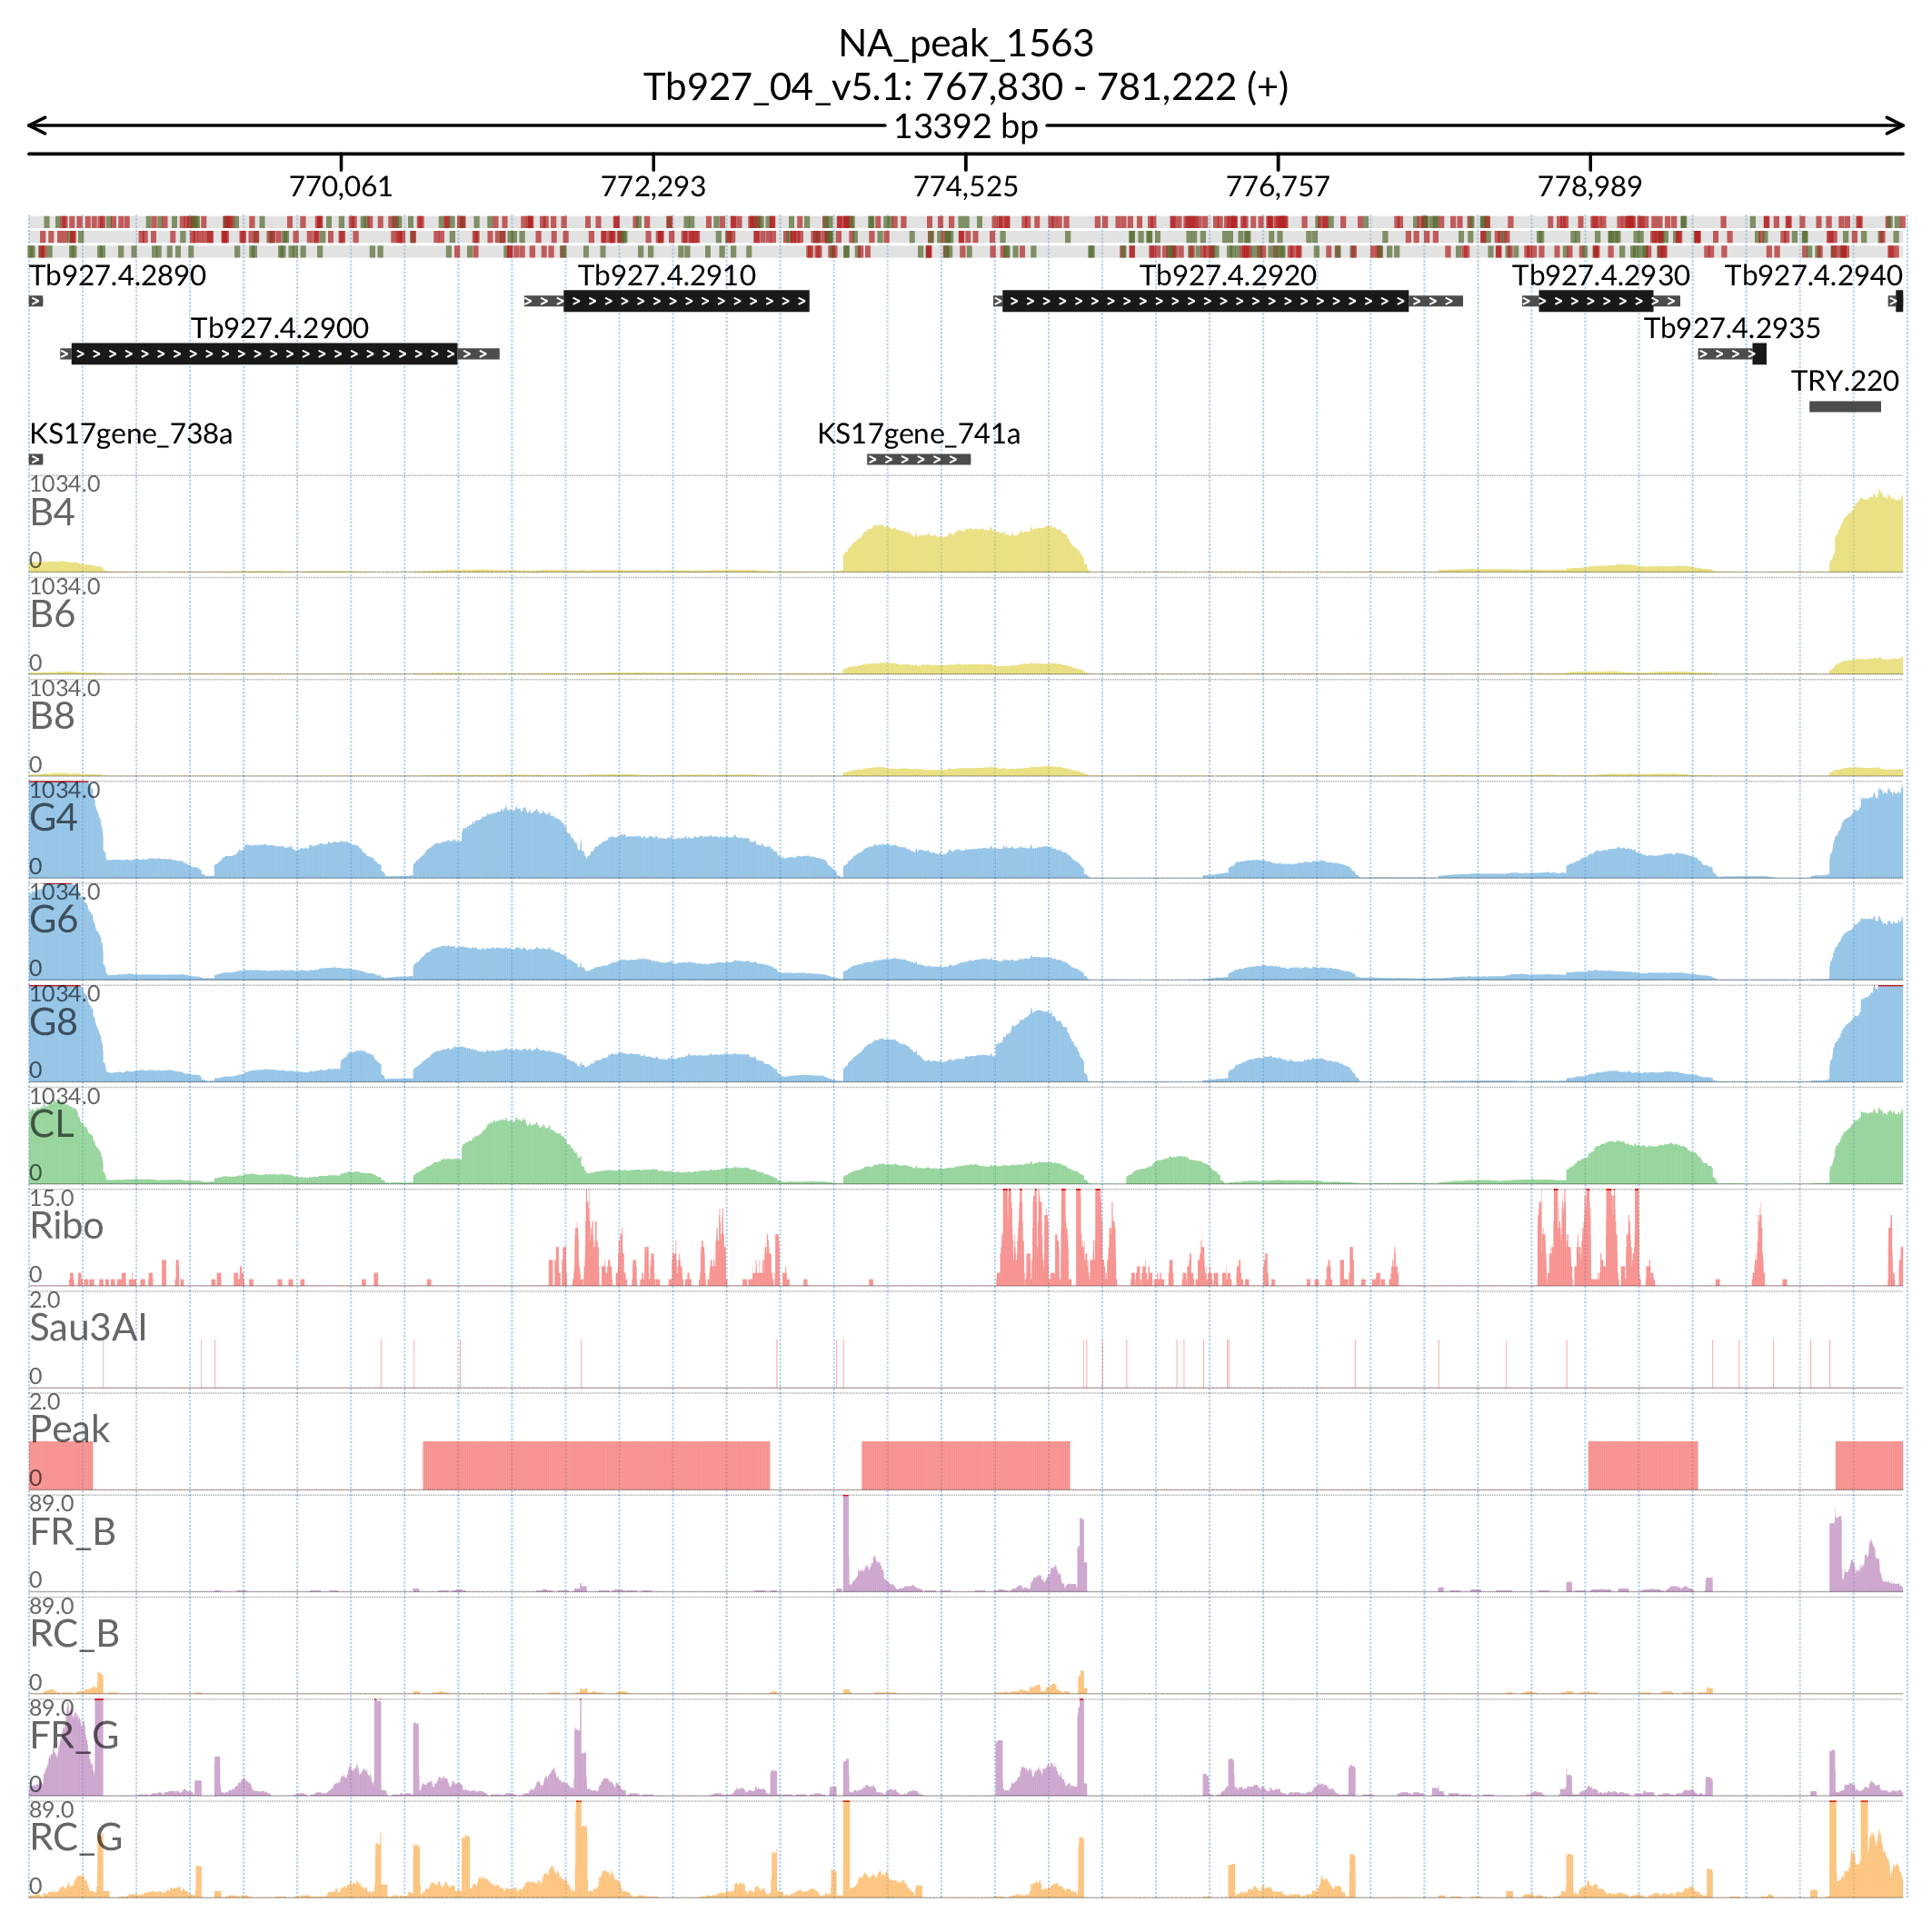 NA_peak_1563
Tb927_04_v5.1: 767,830 - 781,222 (+)
13392 bp
770,061 772,293 774,525 776,757 778,989
Tb927.4.2890 Tb927.4.2910 Tb927.4.2920 Tb927.4.2930 Tb927.4.2940
Tb927.4.2900 Tb927.4.2935
TRY.220
KS17gene_738a KS17gene_741a
1034.0
B4
0
1034.0
B6
0
1034.0
B8
0
1034.0
G4
0
1034.0
G6
0
1034.0
G8
0
1034.0
CL
0
15.0
Ribo
0
2.0
Sau3AI
0
2.0
Peak
0
89.0
FR_B
0
89.0
RC_B
0
89.0
FR_G
0
89.0
RC_G
0